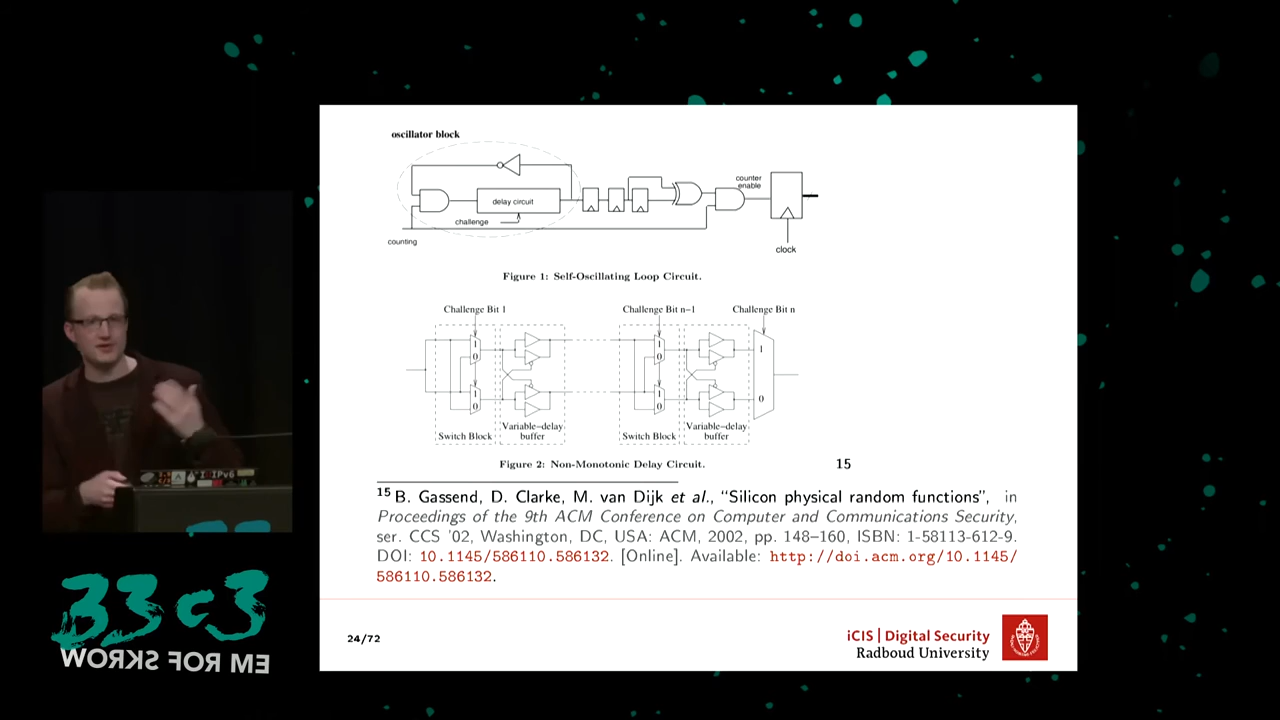 oscillator block
counter
enable
delay circuit
challenge
counting
clock
Figure 1: Self-Oscillating Loop Circuit.
Challenge Bit 1
Challenge Bit n−1
Challenge Bit n
1
0
1
0
1
0
1
0
1
0
Switch Block
Variable−delay
buffer
Switch Block
Variable−delay
buffer
Figure 2: Non-Monotonic Delay Circuit.
15
15 B. Gassend, D. Clarke, M. van Dijk et al., “Silicon physical random functions”, in
Proceedings of the 9th ACM Conference on Computer and Communications Security,
ser. CCS ’02, Washington, DC, USA: ACM, 2002, pp. 148–160, ISBN: 1-58113-612-9.
DOI: 10.1145/586110.586132. [Online]. Available: http://doi.acm.org/10.1145/
586110.586132.
24/72
iCIS | Digital Security
Radboud University
IPv6
33c3
WORKS FOR ME